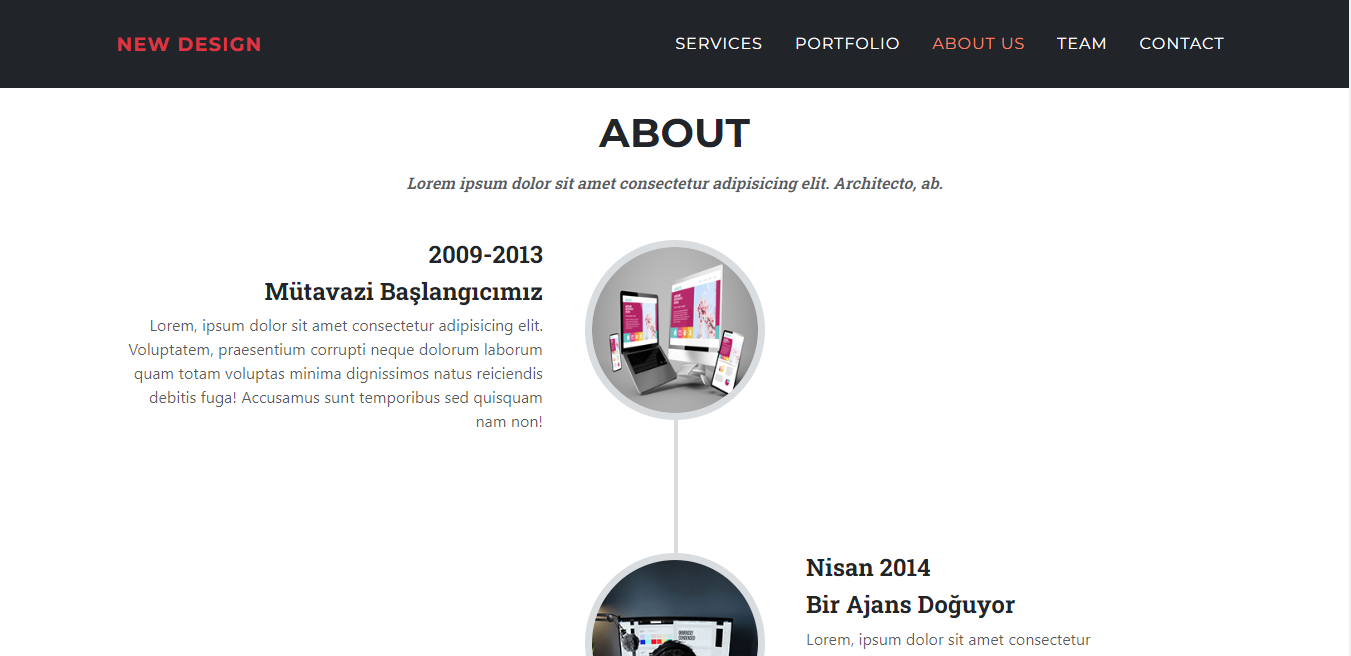 NEW DESIGN
SERVICES PORTFOLIO ABOUT US TEAM CONTACT
ABOUT
Lorem ipsum dolor sit amet consectetur adipisicing elit. Architecto, ab.
2009-2013
Mütavazi Başlangıcımız
Lorem, ipsum dolor sit amet consectetur adipisicing elit.
Voluptatem, praesentium corrupti neque dolorum laborum
quam totam voluptas minima dignissimos natus reiciendis
debitis fuga! Accusamus sunt temporibus sed quisquam
nam non!
Nisan 2014
Bir Ajans Doğuyor
Lorem, ipsum dolor sit amet consectetur